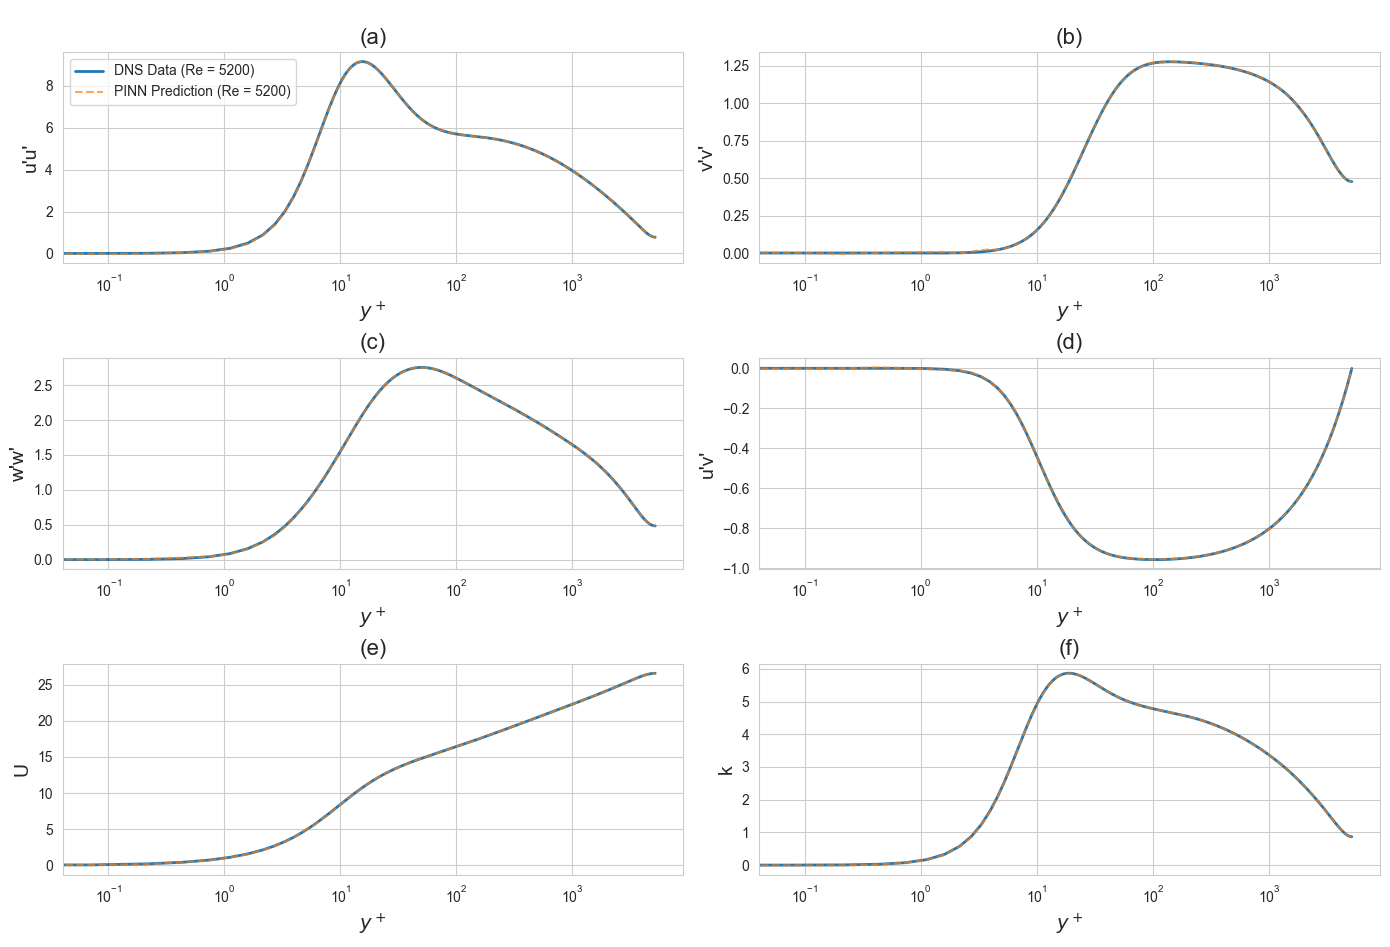 (a)
DNS Data (Re = 5200)
PINN Prediction (Re = 5200)
u'u'
8
6
4
2
0
10⁻¹ 10⁰ 10¹ 10² 10³
y⁺
(b)
v'v'
1.25
1.00
0.75
0.50
0.25
0.00
10⁻¹ 10⁰ 10¹ 10² 10³
y⁺
(c)
w'w'
2.5
2.0
1.5
1.0
0.5
0.0
10⁻¹ 10⁰ 10¹ 10² 10³
y⁺
(d)
u'v'
0.0
−0.2
−0.4
−0.6
−0.8
−1.0
10⁻¹ 10⁰ 10¹ 10² 10³
y⁺
(e)
U
25
20
15
10
5
0
10⁻¹ 10⁰ 10¹ 10² 10³
y⁺
(f)
k
6
5
4
3
2
1
0
10⁻¹ 10⁰ 10¹ 10² 10³
y⁺